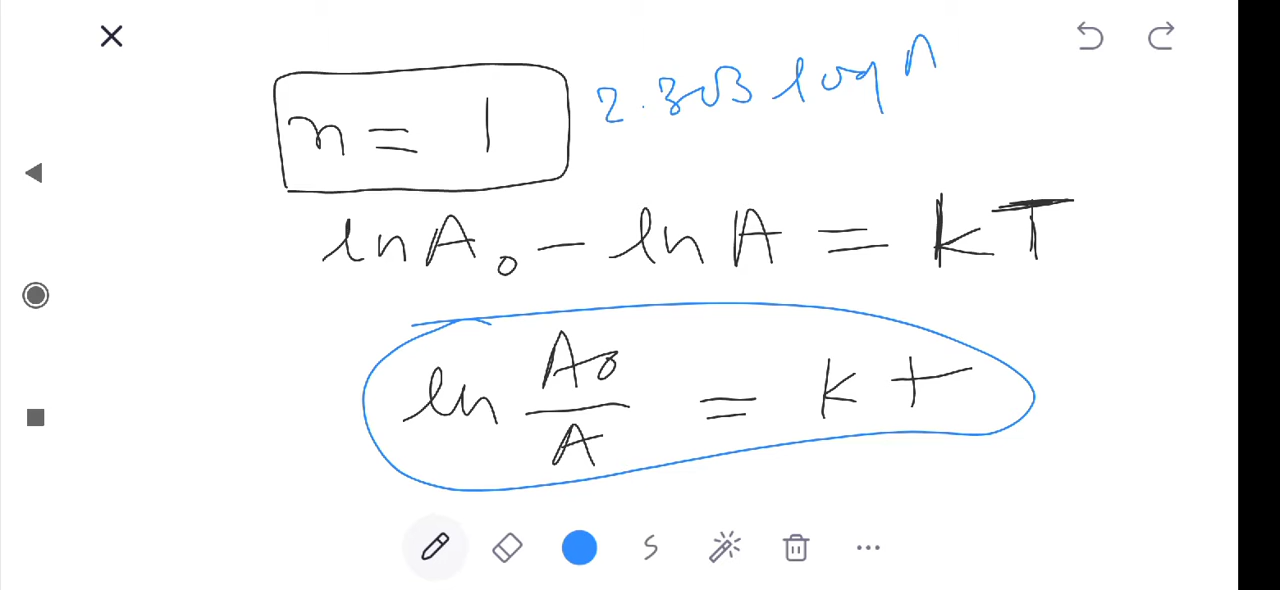 n = 1
2.303 log A
ln A₀ - ln A = kT
ln A₀/A = kt